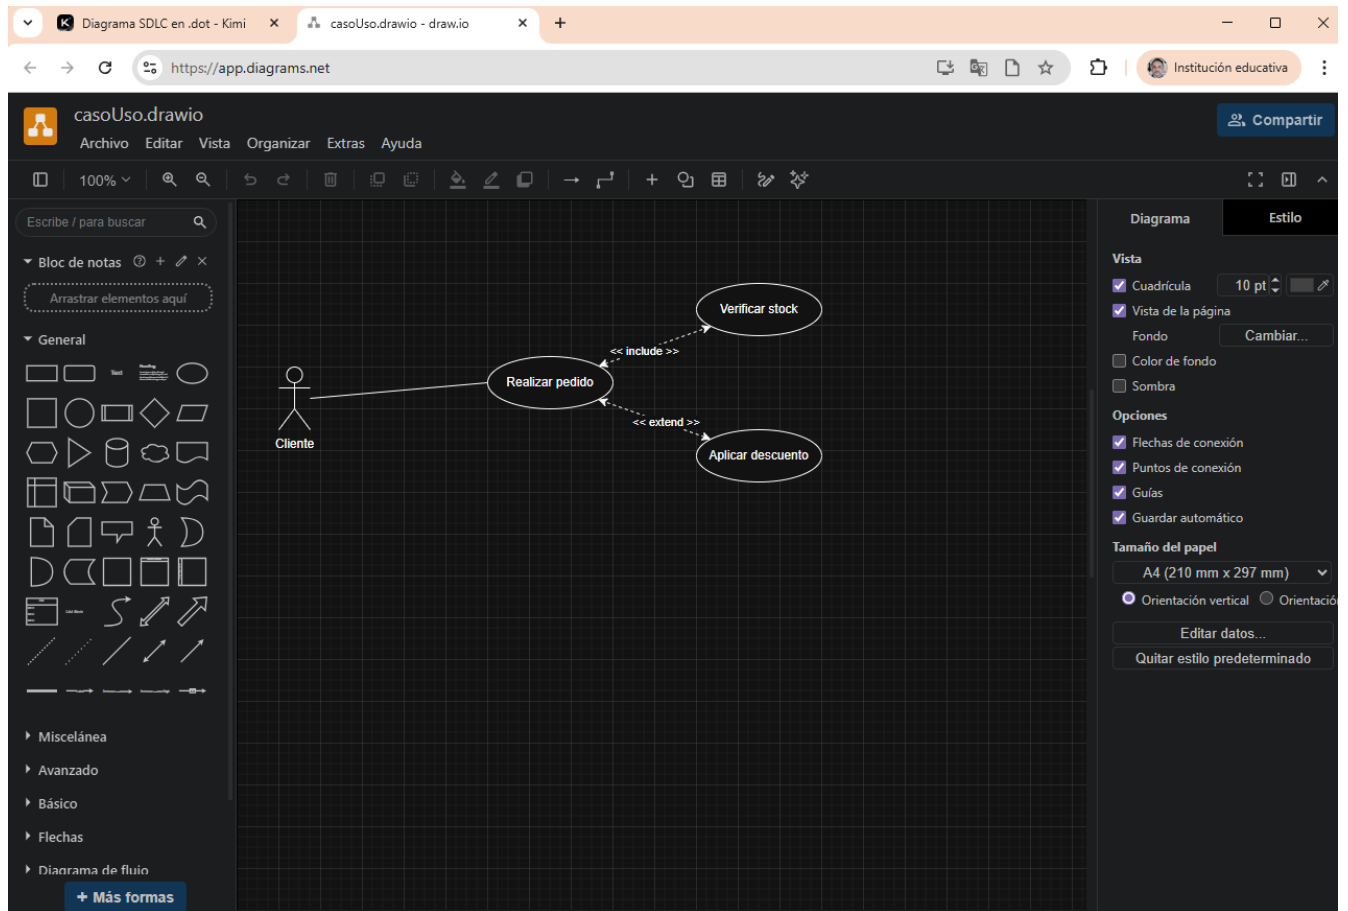 Diagrama SDLC en .dot - Kimi
casoUso.drawio - draw.io
https://app.diagrams.net
Institución educativa
casoUso.drawio
Compartir
Archivo Editar Vista Organizar Extras Ayuda
100%
Escribe / para buscar
Bloc de notas
Arrastrar elementos aquí
General
Text
Heading
List Item
Miscelánea
Avanzado
Básico
Flechas
Diagrama de flujo
+ Más formas
Verificar stock
<< include >>
Realizar pedido
<< extend >>
Cliente
Aplicar descuento
Diagrama
Estilo
Vista
Cuadrícula 10 pt
Vista de la página
Fondo Cambiar...
Color de fondo
Sombra
Opciones
Flechas de conexión
Puntos de conexión
Guías
Guardar automático
Tamaño del papel
A4 (210 mm x 297 mm)
Orientación vertical Orientació
Editar datos...
Quitar estilo predeterminado